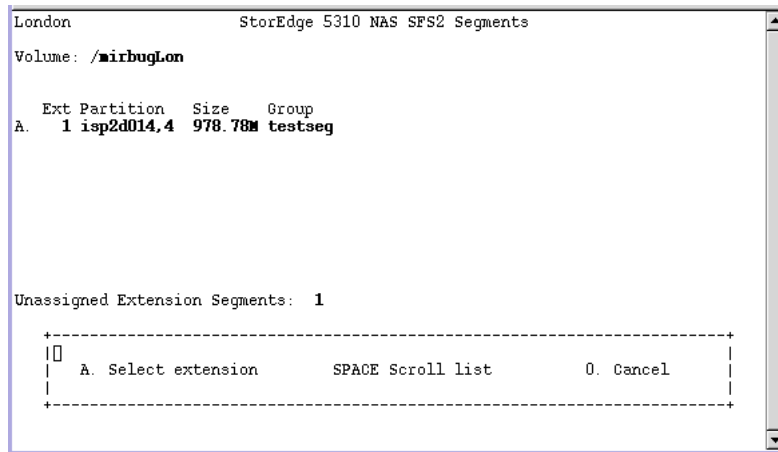 London StorEdge 5310 NAS SFS2 Segments
Volume: /mirbugLon
Ext Partition Size Group
A. 1 isp2d014,4 978.78M testseg
Unassigned Extension Segments: 1
A. Select extension SPACE Scroll list 0. Cancel